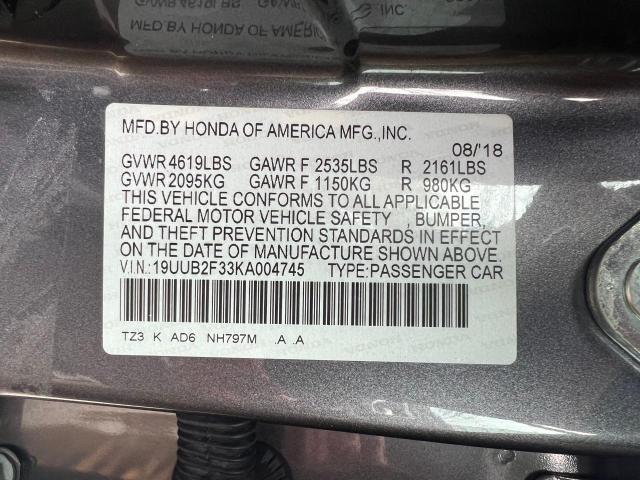 MFD.BY HONDA OF AMERICA MFG.,INC.
08/'18
GVWR 4619LBS GAWR F 2535LBS R 2161LBS
GVWR 2095KG GAWR F 1150KG R 980KG
THIS VEHICLE CONFORMS TO ALL APPLICABLE
FEDERAL MOTOR VEHICLE SAFETY , BUMPER,
AND THEFT PREVENTION STANDARDS IN EFFECT
ON THE DATE OF MANUFACTURE SHOWN ABOVE.
V.I.N.:19UUB2F33KA004745 TYPE:PASSENGER CAR
TZ3 K AD6 NH797M .A .A